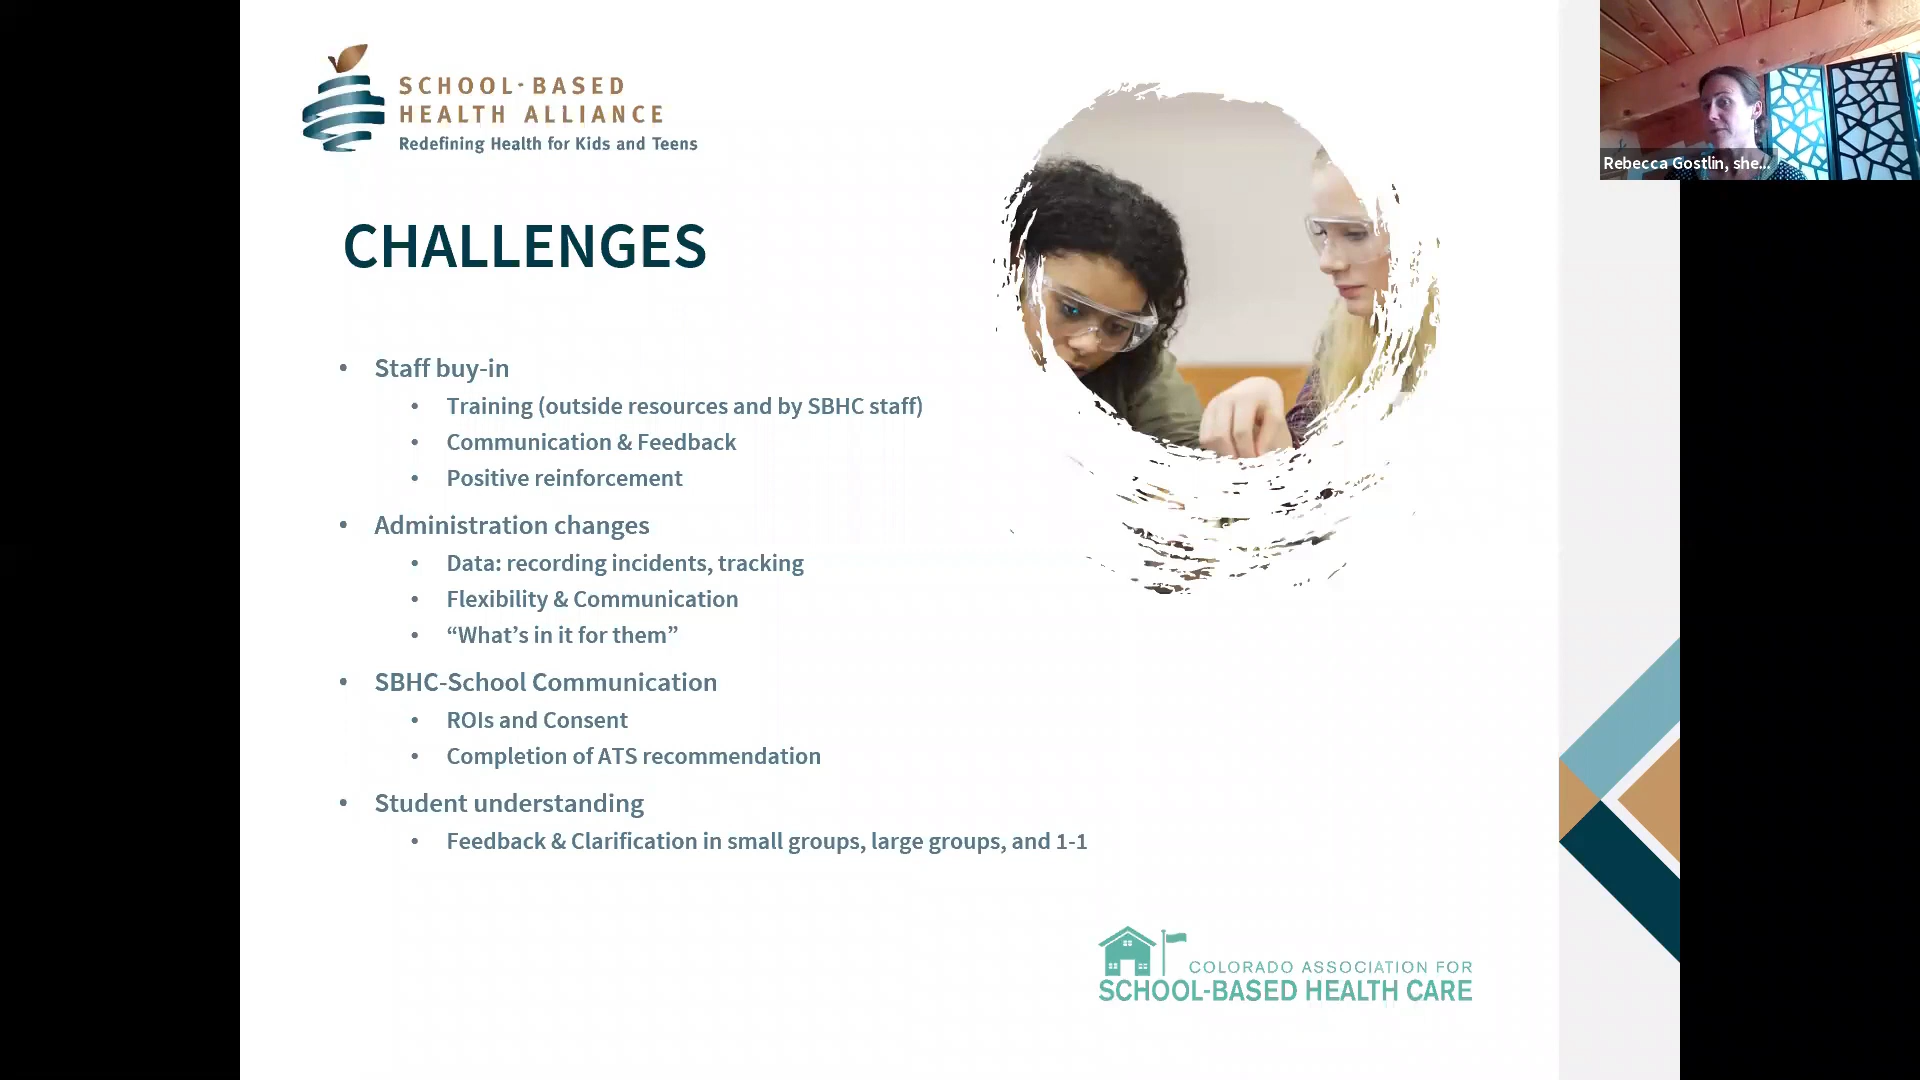 SCHOOL-BASED
HEALTH ALLIANCE
Redefining Health for Kids and Teens
Rebecca Gostlin, she...
CHALLENGES
• Staff buy-in
• Training (outside resources and by SBHC staff)
• Communication & Feedback
• Positive reinforcement
• Administration changes
• Data: recording incidents, tracking
• Flexibility & Communication
• “What’s in it for them”
• SBHC-School Communication
• ROIs and Consent
• Completion of ATS recommendation
• Student understanding
• Feedback & Clarification in small groups, large groups, and 1-1
COLORADO ASSOCIATION FOR
SCHOOL-BASED HEALTH CARE